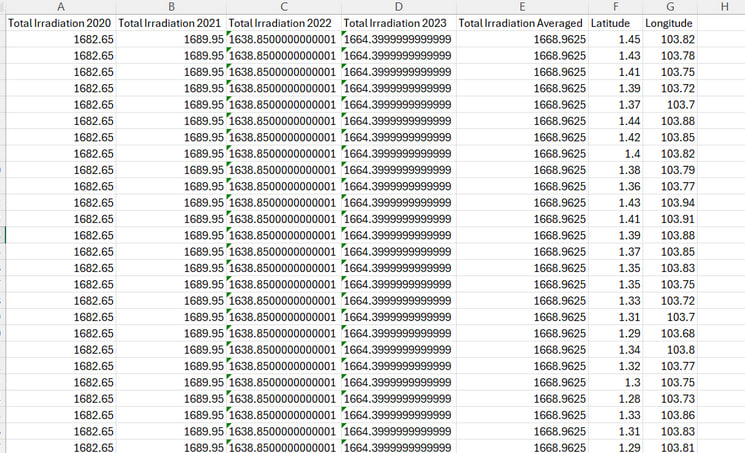 A B C D E F G H
Total Irradiation 2020 Total Irradiation 2021 Total Irradiation 2022 Total Irradiation 2023 Total Irradiation Averaged Latitude Longitude
1682.65 1689.95 1638.8500000000001 1664.3999999999999 1668.9625 1.45 103.82
1682.65 1689.95 1638.8500000000001 1664.3999999999999 1668.9625 1.43 103.78
1682.65 1689.95 1638.8500000000001 1664.3999999999999 1668.9625 1.41 103.75
1682.65 1689.95 1638.8500000000001 1664.3999999999999 1668.9625 1.39 103.72
1682.65 1689.95 1638.8500000000001 1664.3999999999999 1668.9625 1.37 103.7
1682.65 1689.95 1638.8500000000001 1664.3999999999999 1668.9625 1.44 103.88
1682.65 1689.95 1638.8500000000001 1664.3999999999999 1668.9625 1.42 103.85
1682.65 1689.95 1638.8500000000001 1664.3999999999999 1668.9625 1.4 103.82
1682.65 1689.95 1638.8500000000001 1664.3999999999999 1668.9625 1.38 103.79
1682.65 1689.95 1638.8500000000001 1664.3999999999999 1668.9625 1.36 103.77
1682.65 1689.95 1638.8500000000001 1664.3999999999999 1668.9625 1.43 103.94
1682.65 1689.95 1638.8500000000001 1664.3999999999999 1668.9625 1.41 103.91
1682.65 1689.95 1638.8500000000001 1664.3999999999999 1668.9625 1.39 103.88
1682.65 1689.95 1638.8500000000001 1664.3999999999999 1668.9625 1.37 103.85
1682.65 1689.95 1638.8500000000001 1664.3999999999999 1668.9625 1.35 103.83
1682.65 1689.95 1638.8500000000001 1664.3999999999999 1668.9625 1.35 103.75
1682.65 1689.95 1638.8500000000001 1664.3999999999999 1668.9625 1.33 103.72
1682.65 1689.95 1638.8500000000001 1664.3999999999999 1668.9625 1.31 103.7
1682.65 1689.95 1638.8500000000001 1664.3999999999999 1668.9625 1.29 103.68
1682.65 1689.95 1638.8500000000001 1664.3999999999999 1668.9625 1.34 103.8
1682.65 1689.95 1638.8500000000001 1664.3999999999999 1668.9625 1.32 103.77
1682.65 1689.95 1638.8500000000001 1664.3999999999999 1668.9625 1.3 103.75
1682.65 1689.95 1638.8500000000001 1664.3999999999999 1668.9625 1.28 103.73
1682.65 1689.95 1638.8500000000001 1664.3999999999999 1668.9625 1.33 103.86
1682.65 1689.95 1638.8500000000001 1664.3999999999999 1668.9625 1.31 103.83
1682.65 1689.95 1638.8500000000001 1664.3999999999999 1668.9625 1.29 103.81